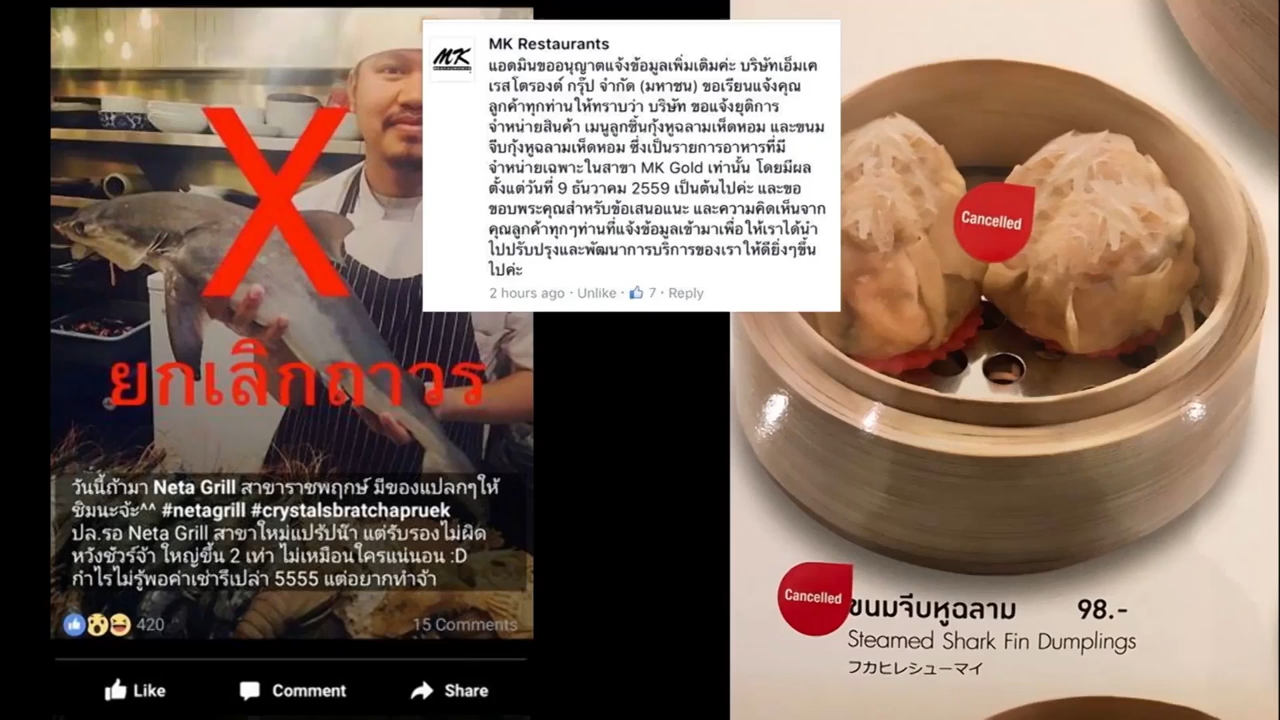 X
ยกเลิกถาวร
วันนี้ถ้ามา Neta Grill สาขาราชพฤกษ์ มีของแปลกๆให้
ชิมนะจ้ะ^^ #netagrill #crystalsbratchapruek
ปล.รอ Neta Grill สาขาใหม่แปร้ปน๊า แต่รับรองไม่ผิด
หวังชัวร์จ้า ใหญ่ขึ้น 2 เท่า ไม่เหมือนใครแน่นอน :D
กำไรไม่รู้พอค่าเช่ารึเปล่า 5555 แต่อยากทำจ้า
420
15 Comments
Like
Comment
Share
MK
MK Restaurants
แอดมินขออนุญาตแจ้งข้อมูลเพิ่มเติมค่ะ บริษัทเอ็มเค
เรสโตรองต์ กรุ๊ป จำกัด (มหาชน) ขอเรียนแจ้งคุณ
ลูกค้าทุกท่านให้ทราบว่า บริษัท ขอแจ้งยุติการ
จำหน่ายสินค้า เมนูลูกชิ้นกุ้งหูฉลามเห็ดหอม และขนม
จีบกุ้งหูฉลามเห็ดหอม ซึ่งเป็นรายการอาหารที่มี
จำหน่ายเฉพาะในสาขา MK Gold เท่านั้น โดยมีผล
ตั้งแต่วันที่ 9 ธันวาคม 2559 เป็นต้นไปค่ะ และขอ
ขอบพระคุณสำหรับข้อเสนอแนะ และความคิดเห็นจาก
คุณลูกค้าทุกๆท่านที่แจ้งข้อมูลเข้ามาเพื่อให้เราได้นำ
ไปปรับปรุงและพัฒนาการบริการของเราให้ดียิ่งๆขึ้น
ไปค่ะ
2 hours ago · Unlike · 7 · Reply
Cancelled
Cancelled
ขนมจีบหูฉลาม 98.-
Steamed Shark Fin Dumplings
フカヒレシューマイ